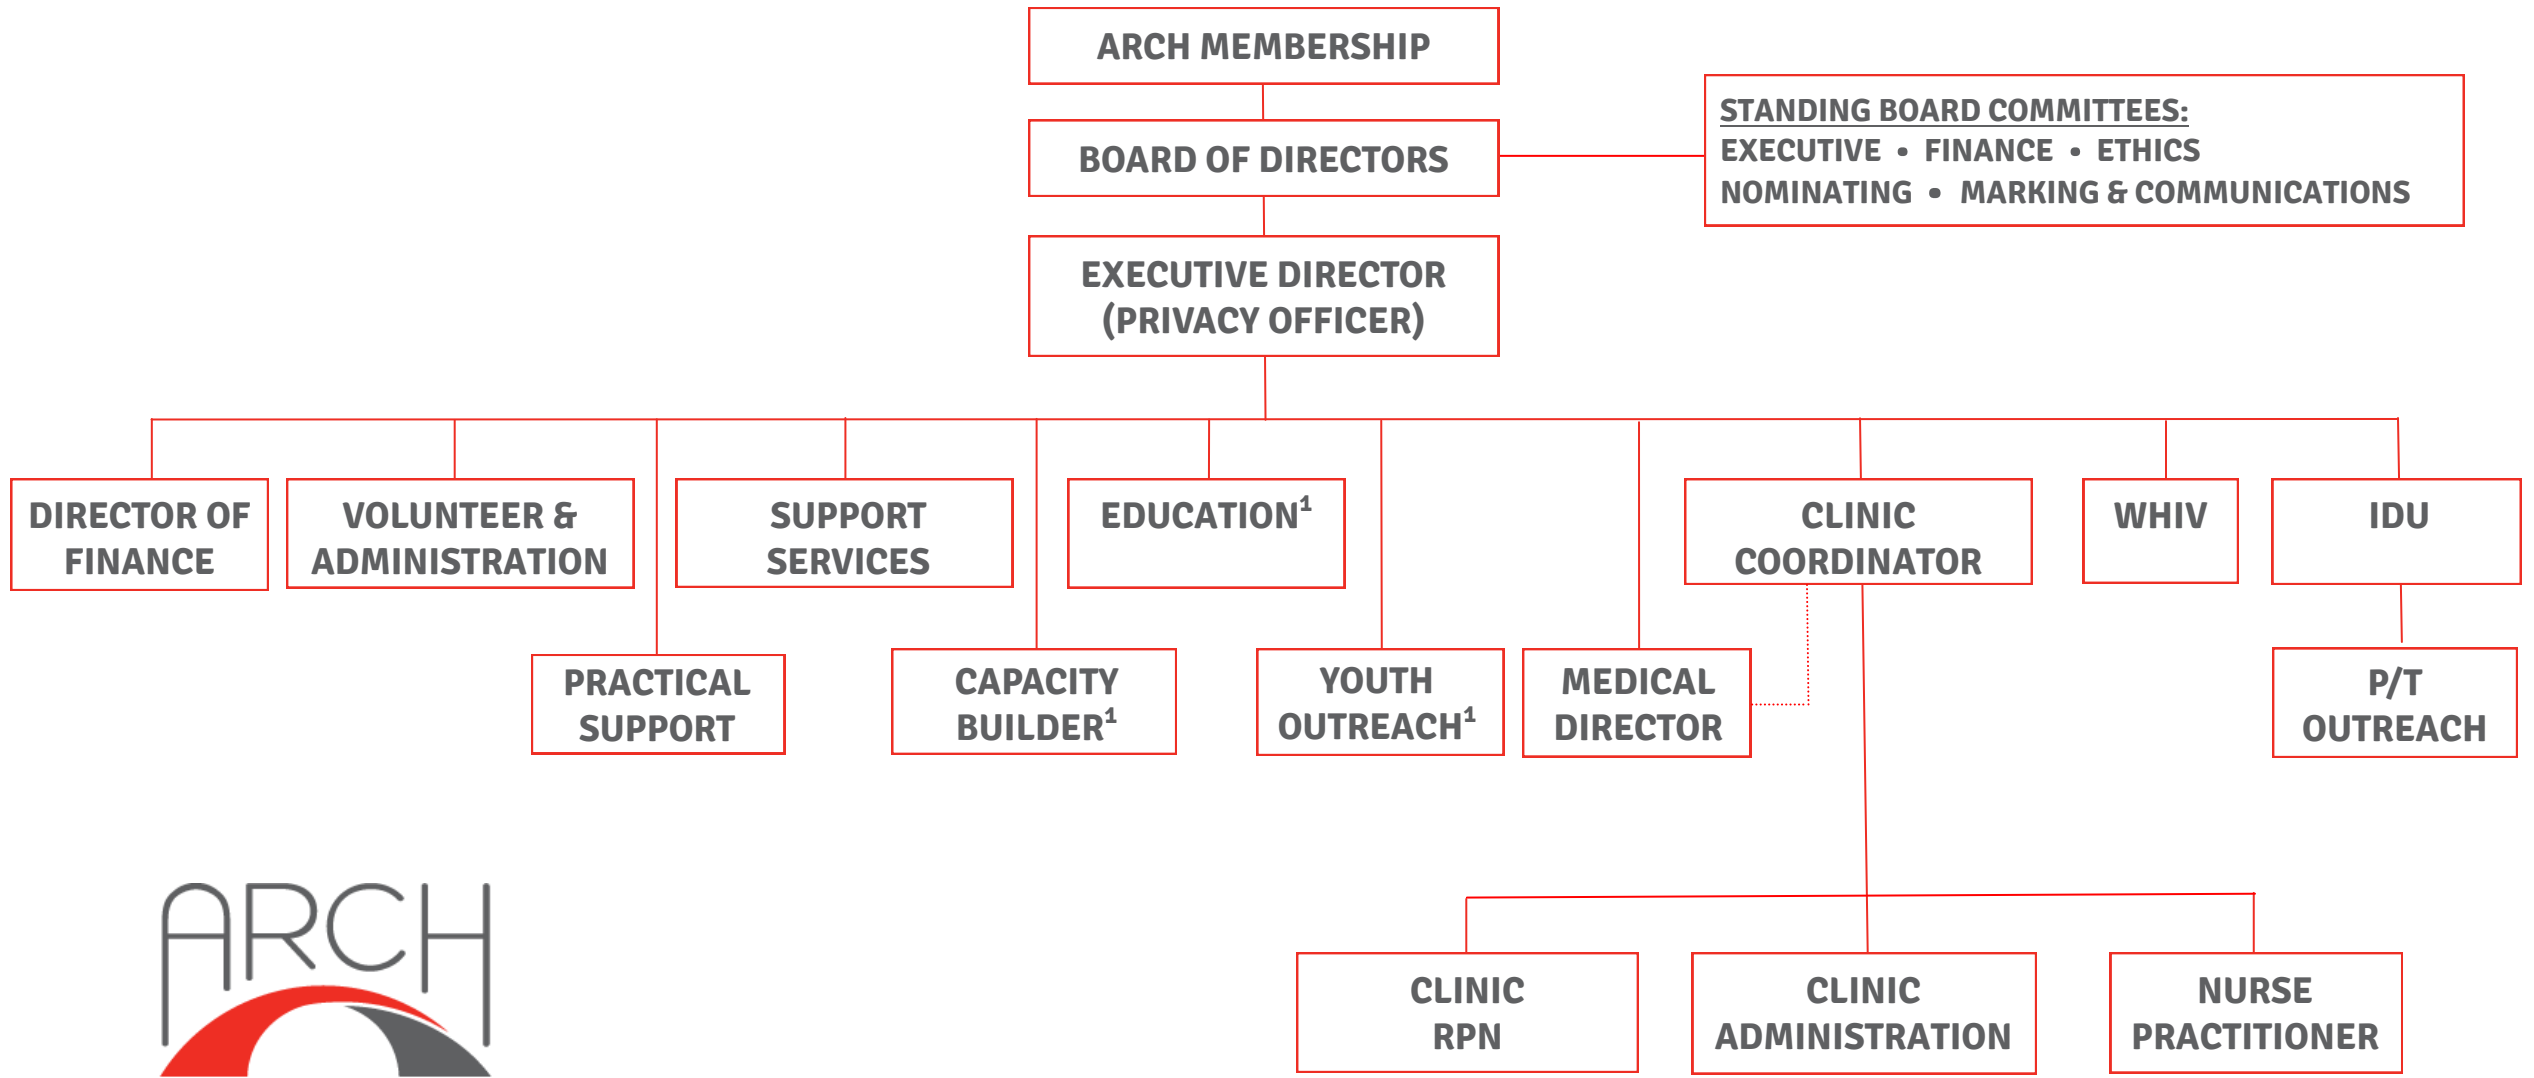 ARCH MEMBERSHIP
BOARD OF DIRECTORS
STANDING BOARD COMMITTEES:
EXECUTIVE • FINANCE • ETHICS
NOMINATING • MARKING & COMMUNICATIONS
EXECUTIVE DIRECTOR
(PRIVACY OFFICER)
DIRECTOR OF
FINANCE
VOLUNTEER &
ADMINISTRATION
SUPPORT
SERVICES
EDUCATION¹
CLINIC
COORDINATOR
WHIV
IDU
PRACTICAL
SUPPORT
CAPACITY
BUILDER¹
YOUTH
OUTREACH¹
MEDICAL
DIRECTOR
P/T
OUTREACH
CLINIC
RPN
CLINIC
ADMINISTRATION
NURSE
PRACTITIONER
ARCH